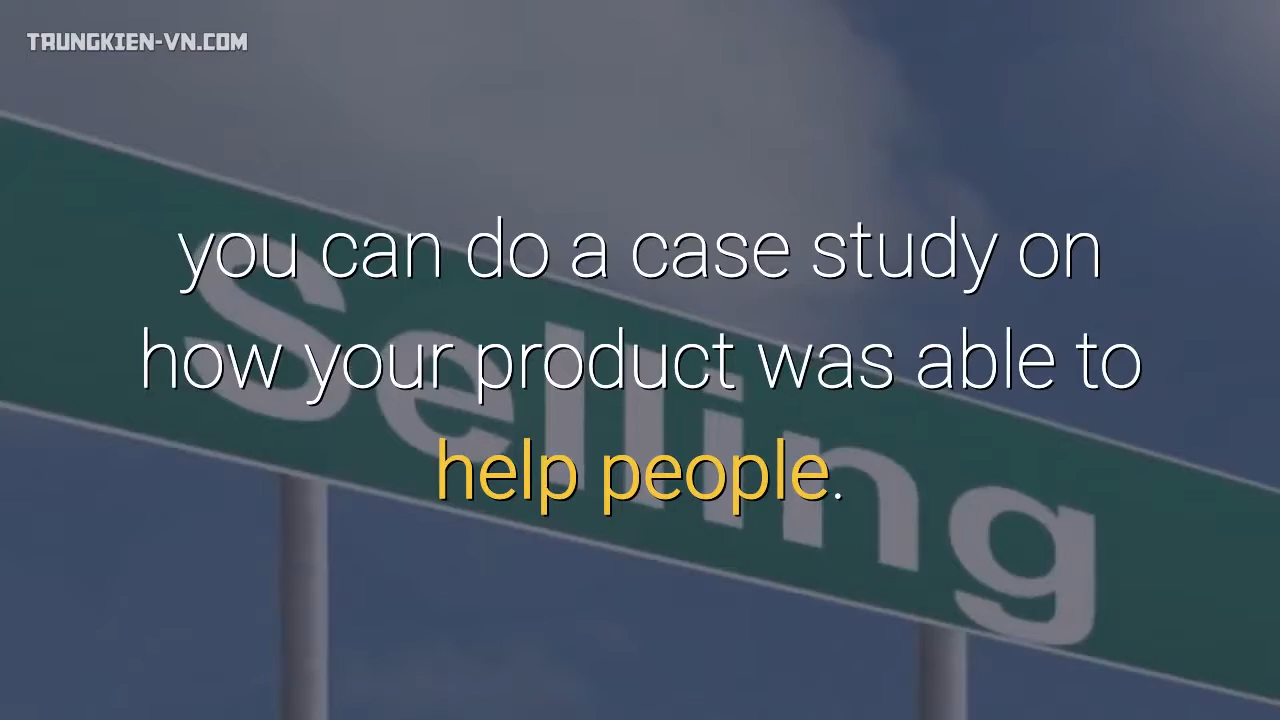 TRUNGKIEN-VN.COM
you can do a case study on
how your product was able to
help people.
Selling